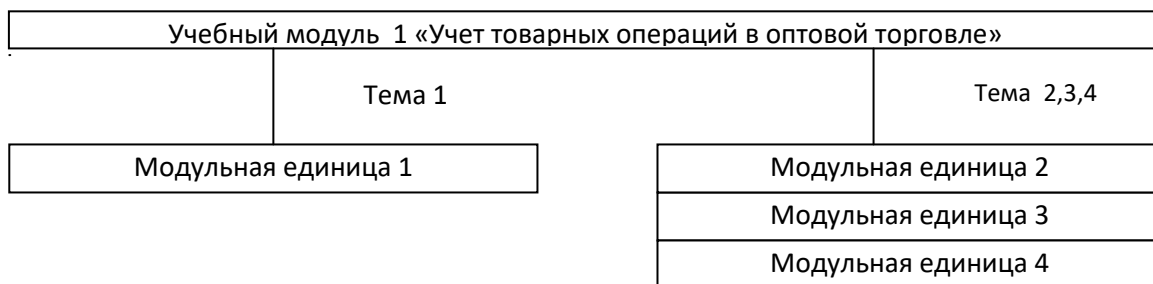 Учебный модуль 1 «Учет товарных операций в оптовой торговле»
Тема 1
Тема 2,3,4
Модульная единица 1
Модульная единица 2
Модульная единица 3
Модульная единица 4